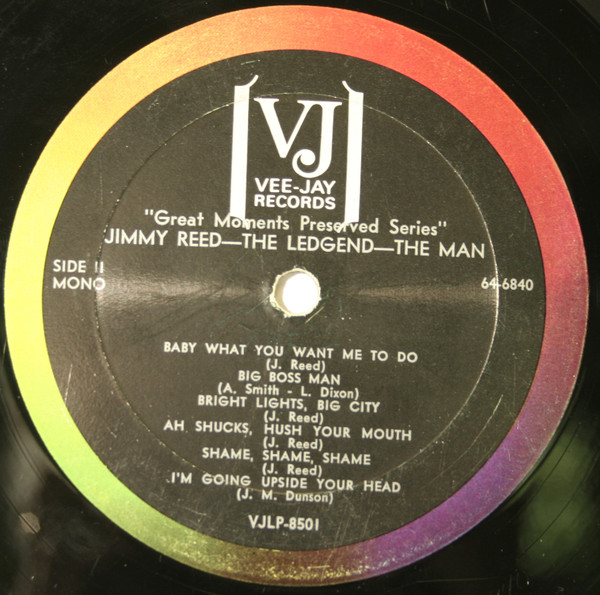 VJ
VEE-JAY
RECORDS
"Great Moments Preserved Series"
JIMMY REED—THE LEDGEND—THE MAN
SIDE II
MONO
64-6840
BABY WHAT YOU WANT ME TO DO
(J. Reed)
BIG BOSS MAN
(A. Smith - L. Dixon)
BRIGHT LIGHTS, BIG CITY
(J. Reed)
AH SHUCKS, HUSH YOUR MOUTH
(J. Reed)
SHAME, SHAME, SHAME
(J. Reed)
I'M GOING UPSIDE YOUR HEAD
(J. M. Dunson)
VJLP-8501